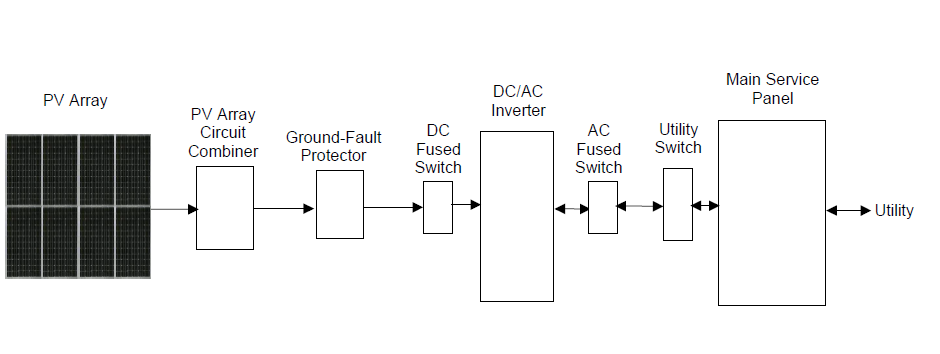 PV Array
PV Array
Circuit
Combiner
Ground-Fault
Protector
DC
Fused
Switch
DC/AC
Inverter
AC
Fused
Switch
Utility
Switch
Main Service
Panel
Utility